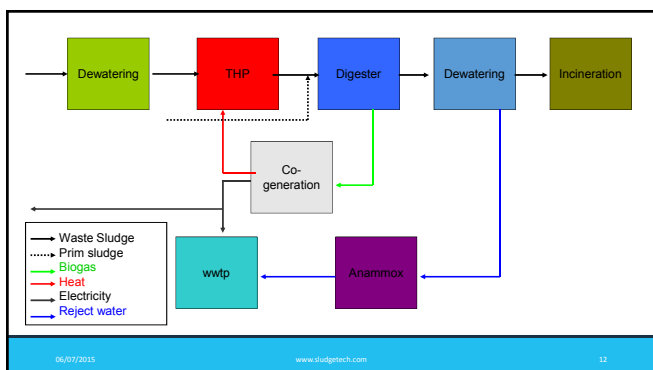 Dewatering
THP
Digester
Dewatering
Incineration
Co-
generation
Waste Sludge
Prim sludge
Biogas
Heat
Electricity
Reject water
wwtp
Anammox
06/07/2015
www.sludgetech.com
12